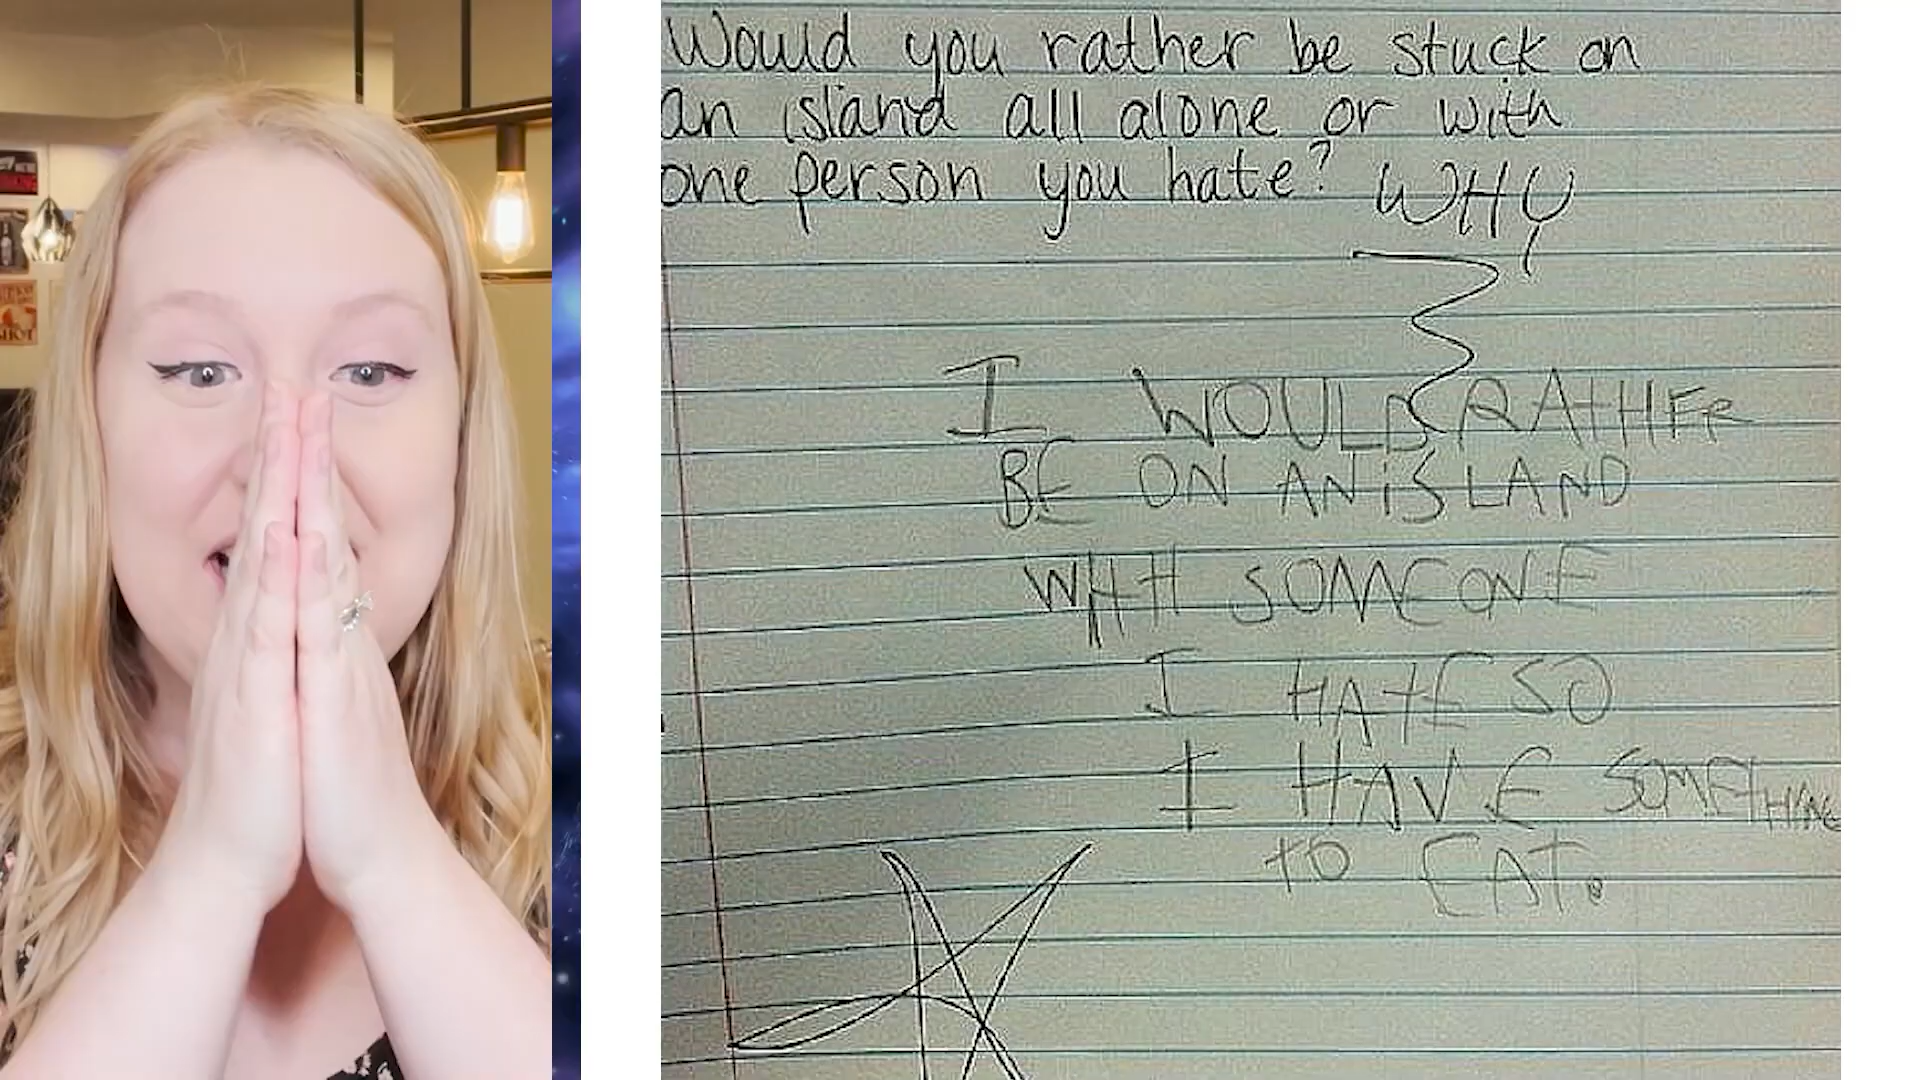 Would you rather be stuck on
an island all alone or with
one person you hate? WHY
I WOULD RATHER
BE ON AN iSLAND
WITH SOMEONE
I HATE SO
I HAVE SOMETHING
TO EAT.